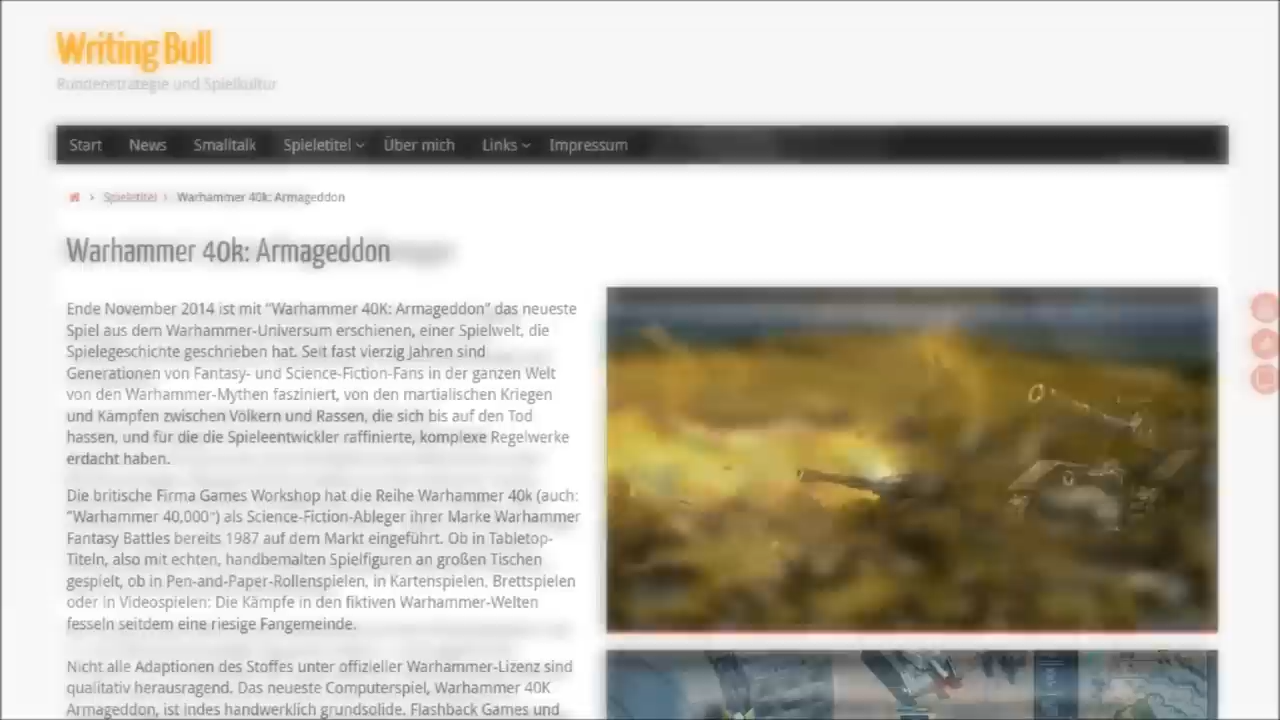 Writing Bull
Rundenstrategie und Spielkultur
Start News Smalltalk Spieletitel Über mich Links Impressum
Spieletitel Warhammer 40k: Armageddon
Warhammer 40k: Armageddon
Ende November 2014 ist mit "Warhammer 40K: Armageddon" das neueste
Spiel aus dem Warhammer-Universum erschienen, einer Spielwelt, die
Spielegeschichte geschrieben hat. Seit fast vierzig Jahren sind
Generationen von Fantasy- und Science-Fiction-Fans in der ganzen Welt
von den Warhammer-Mythen fasziniert, von den martialischen Kriegen
und Kämpfen zwischen Völkern und Rassen, die sich bis auf den Tod
hassen, und für die die Spieleentwickler raffinierte, komplexe Regelwerke
erdacht haben.
Die britische Firma Games Workshop hat die Reihe Warhammer 40k (auch:
"Warhammer 40,000") als Science-Fiction-Ableger ihrer Marke Warhammer
Fantasy Battles bereits 1987 auf dem Markt eingeführt. Ob in Tabletop-
Titeln, also mit echten, handbemalten Spielfiguren an großen Tischen
gespielt, ob in Pen-and-Paper-Rollenspielen, in Kartenspielen, Brettspielen
oder in Videospielen: Die Kämpfe in den fiktiven Warhammer-Welten
fesseln seitdem eine riesige Fangemeinde.
Nicht alle Adaptionen des Stoffes unter offizieller Warhammer-Lizenz sind
qualitativ herausragend. Das neueste Computerspiel, Warhammer 40K
Armageddon, ist indes handwerklich grundsolide. Flashback Games und